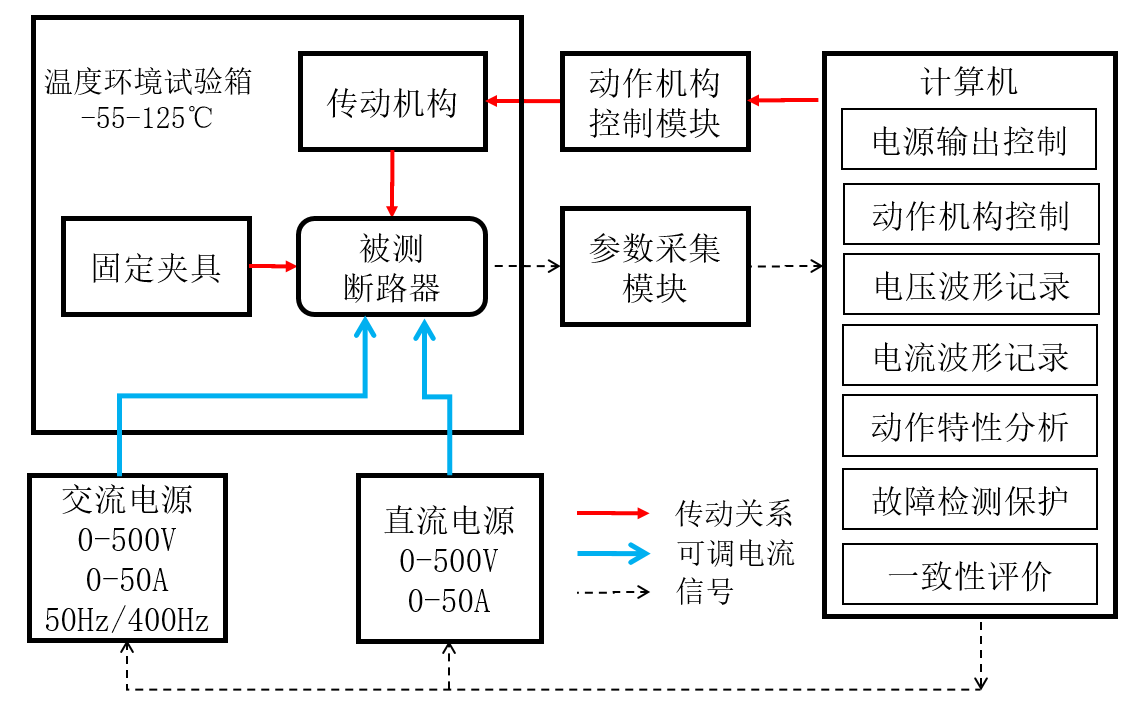 温度环境试验箱
-55-125℃
传动机构
动作机构
控制模块
计算机
电源输出控制
动作机构控制
电压波形记录
电流波形记录
动作特性分析
故障检测保护
一致性评价
固定夹具
被测
断路器
参数采集
模块
交流电源
0-500V
0-50A
50Hz/400Hz
直流电源
0-500V
0-50A
传动关系
可调电流
信号